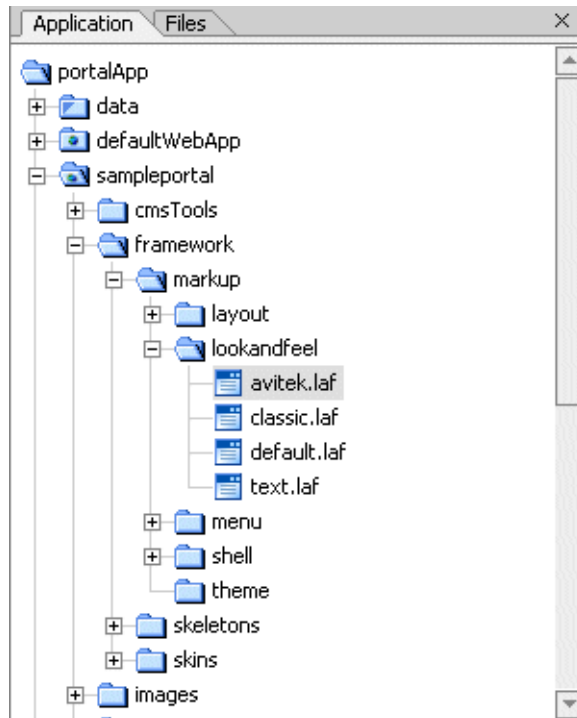 Application Files
portalApp
data
defaultWebApp
sampleportal
cmsTools
framework
markup
layout
lookandfeel
avitek.laf
classic.laf
default.laf
text.laf
menu
shell
theme
skeletons
skins
images